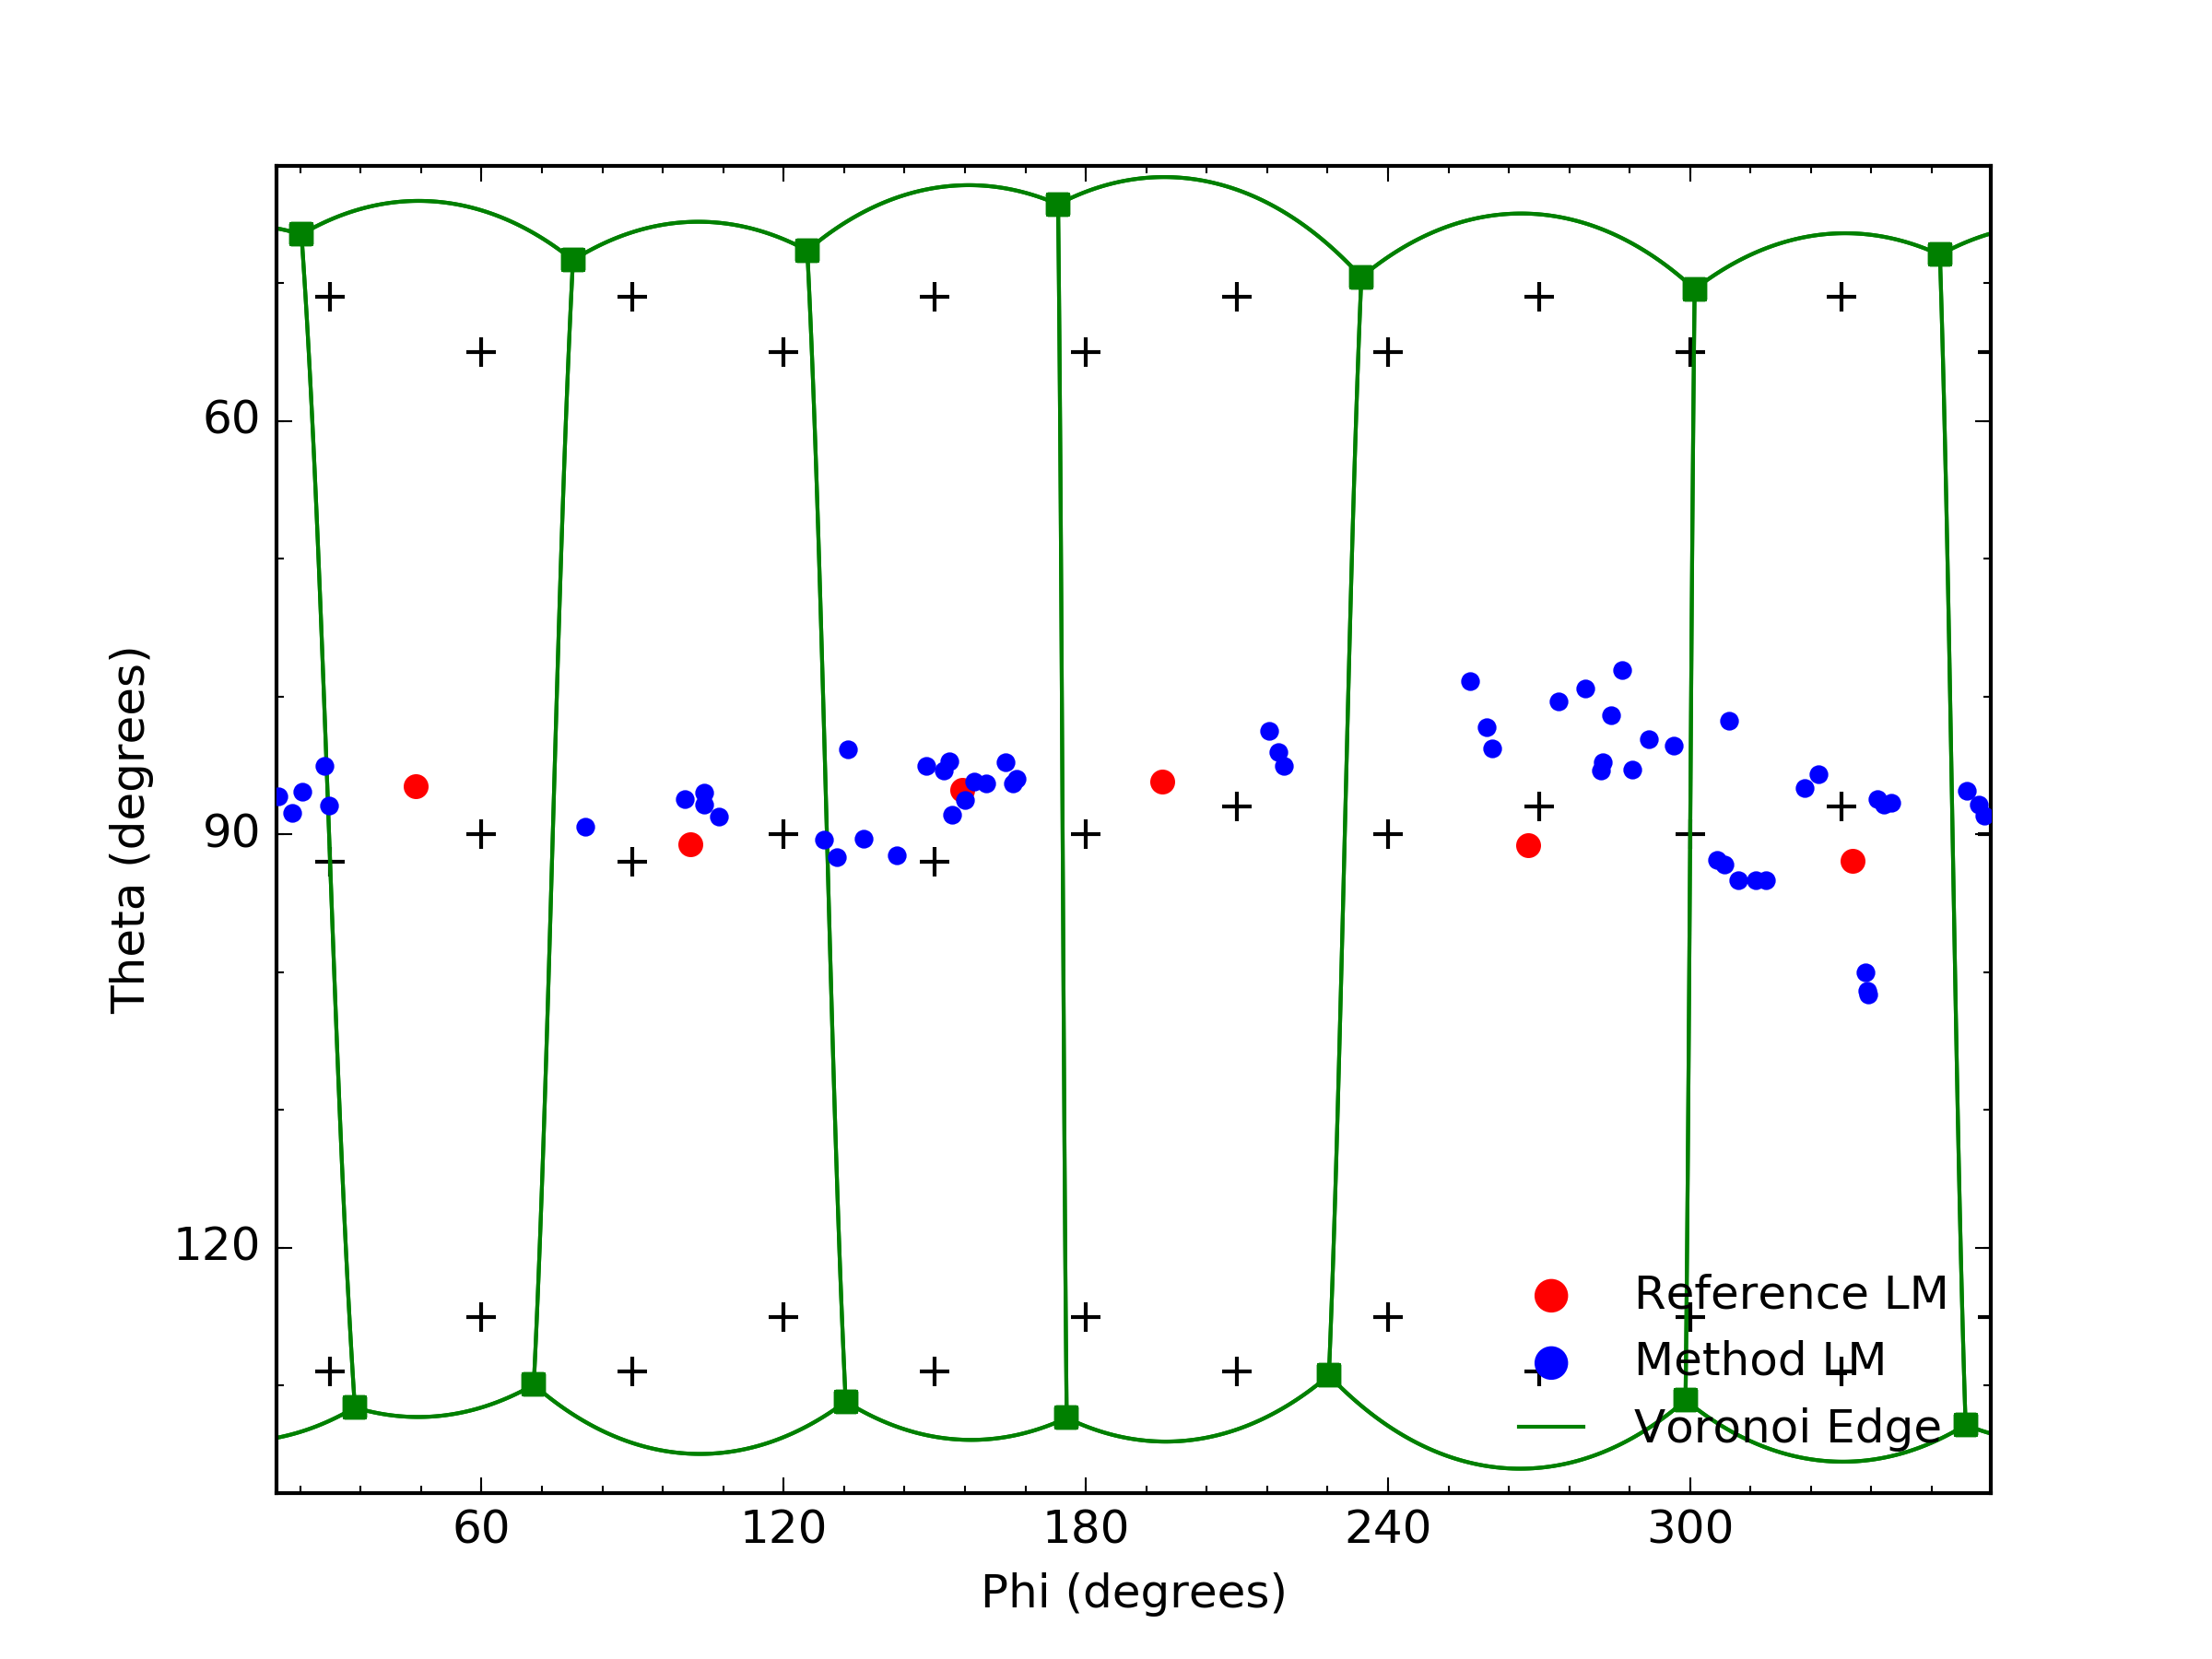 60
90
120
Theta (degrees)
Reference LM
Method LM
Voronoi Edge
60 120 180 240 300
Phi (degrees)